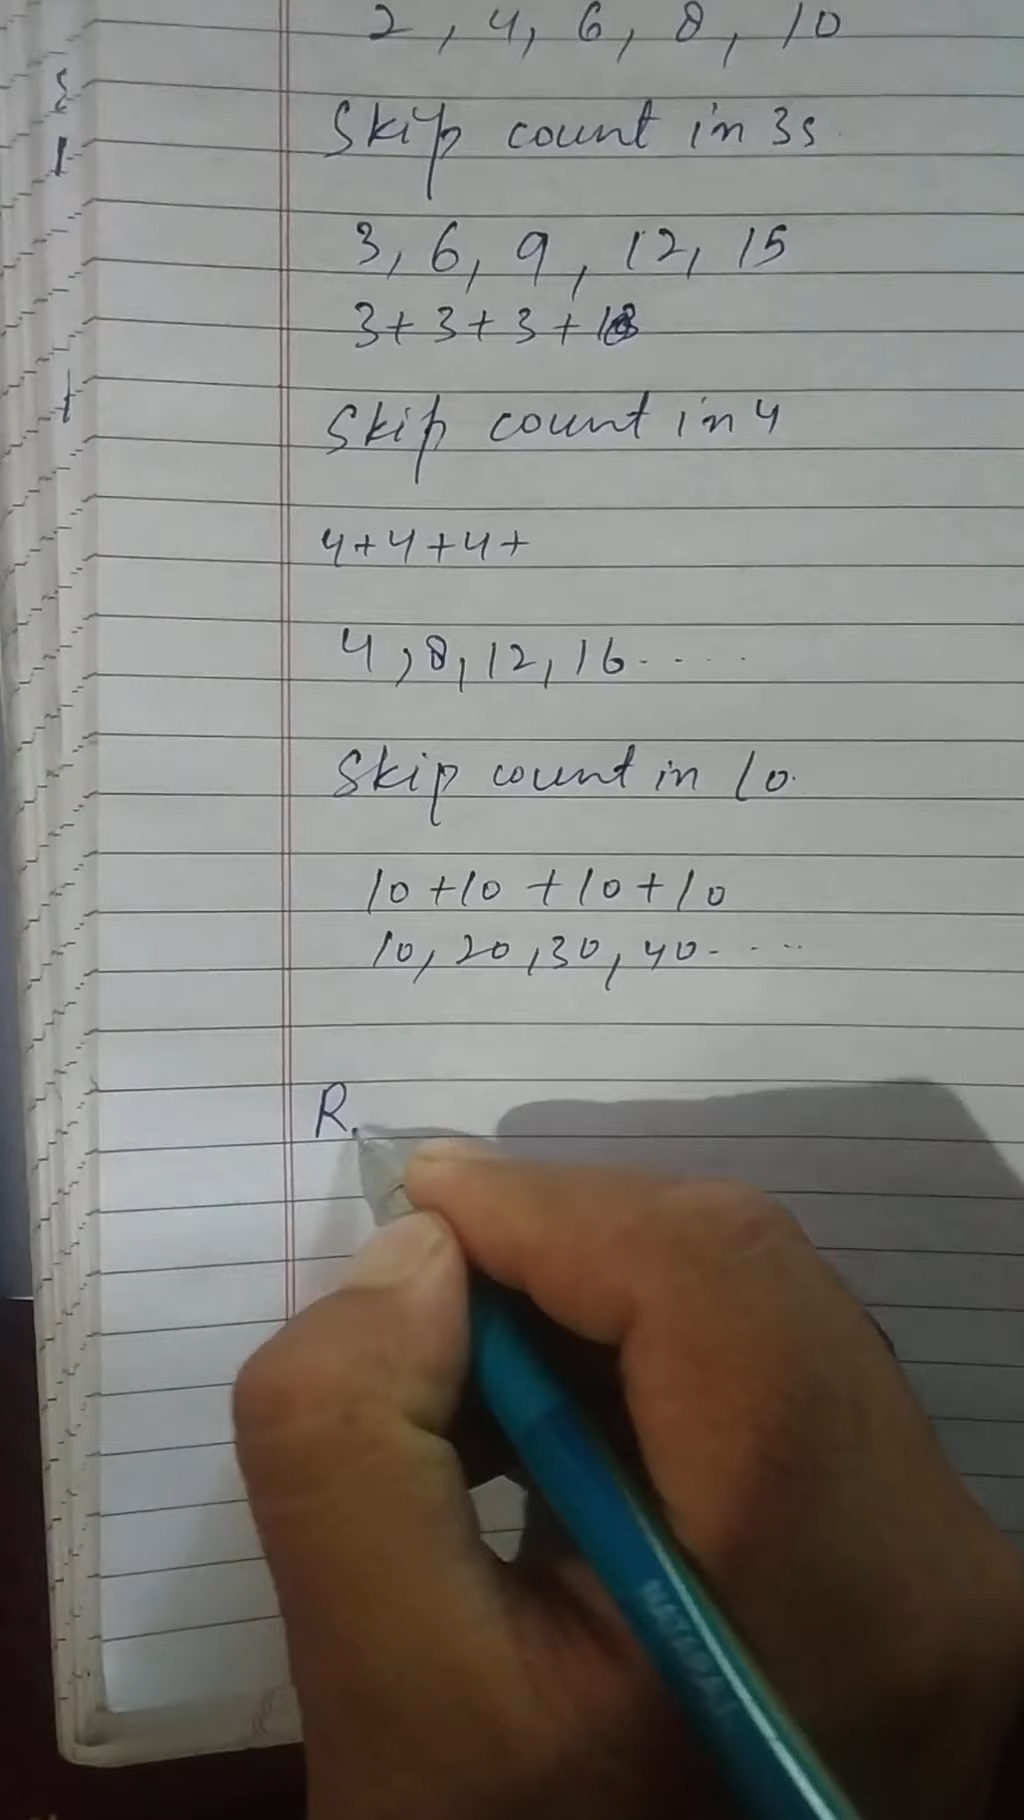 2, 4, 6, 8, 10
Skip count in 3s
3, 6, 9, 12, 15
3+3+3+
Skip count in 4
4+4+4+
4, 8, 12, 16.....
Skip count in 10.
10+10+10+10
10, 20, 30, 40-...
R.
NATARAJ